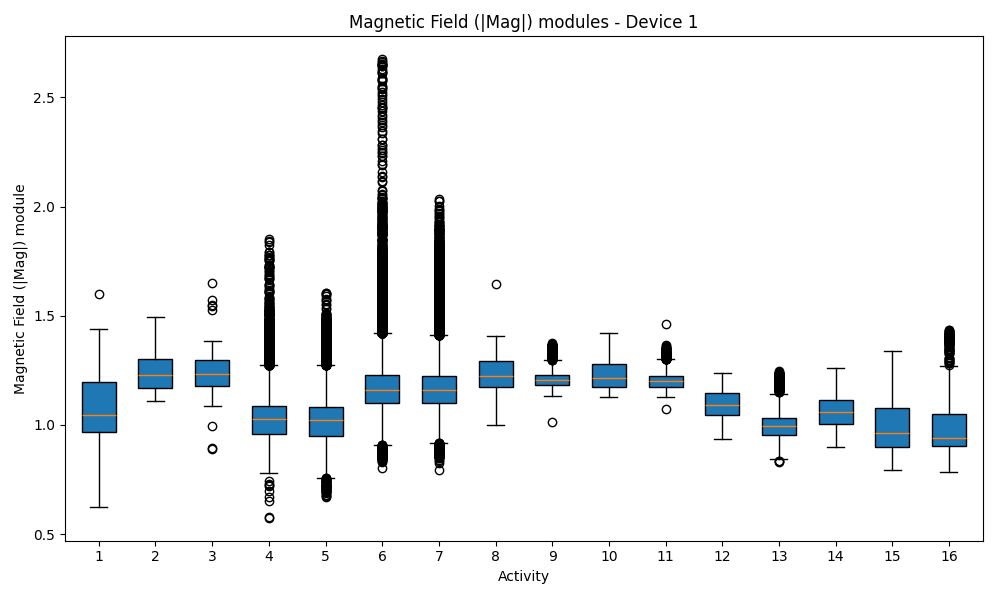 Magnetic Field (|Mag|) modules - Device 1
Magnetic Field (|Mag|) module
2.5
2.0
1.5
1.0
0.5
1 2 3 4 5 6 7 8 9 10 11 12 13 14 15 16
Activity